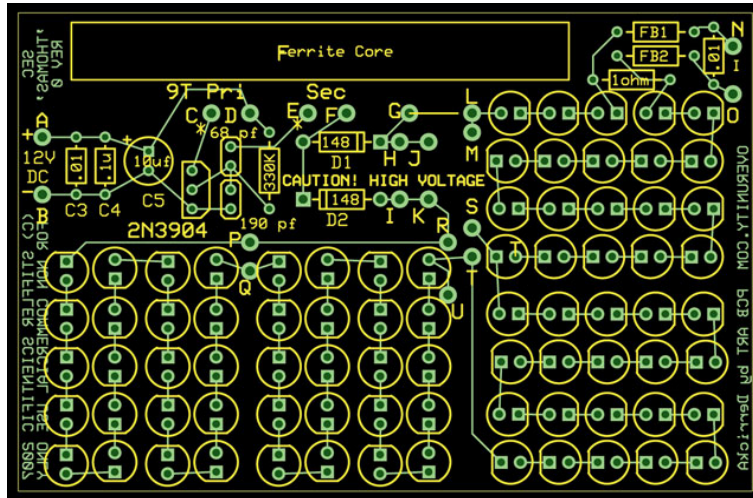 Ferrite Core
FB1
N
FB2
I
.01
1ohm
O
REV 0
SEC
9T Pri
Sec
C
D
E
F
G
L
*
*
68 pf
A
+
+
12V
DC
-
B
.01
.1u
10uf
C3
C4
C5
330K
148
D1
H
J
M
CAUTION! HIGH VOLTAGE
148
D2
I
K
S
190 pf
2N3904
P
R
T
Q
T
U
FOR NON COMMERCIAL USE ONLY
(C) STIFFLER SCIENTIFIC 2007
OVERUNITY.COM
PCB ART BY